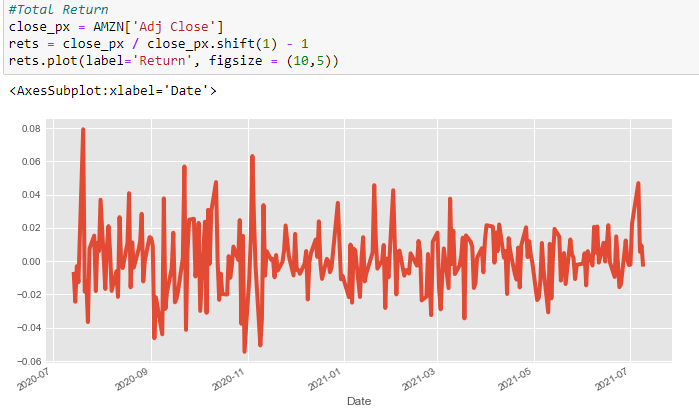 #Total Return
close_px = AMZN['Adj Close']
rets = close_px / close_px.shift(1) - 1
rets.plot(label='Return', figsize = (10,5))
<AxesSubplot:xlabel='Date'>
0.08
0.06
0.04
0.02
0.00
−0.02
−0.04
−0.06
2020-07
2020-09
2020-11
2021-01
2021-03
2021-05
2021-07
Date